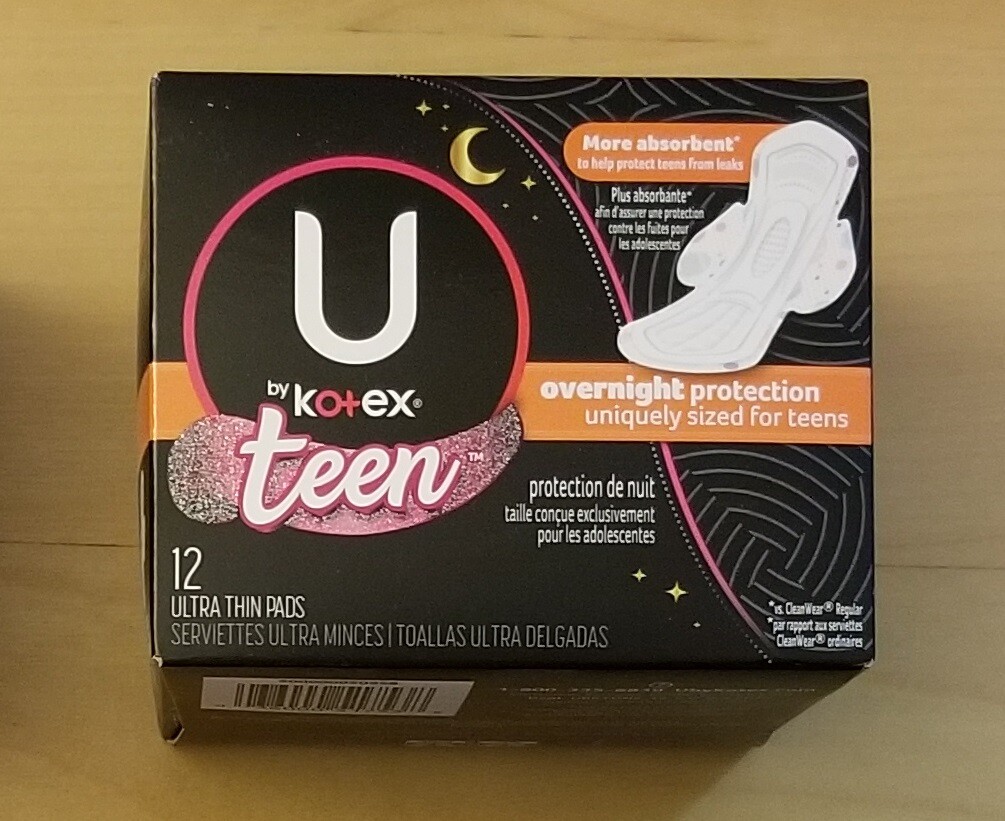 More absorbent*
to help protect teens from leaks
Plus absorbante*
afin d'assurer une protection
contre les fuites pour
les adolescentes
U
by kotex®
teen™
overnight protection
uniquely sized for teens
protection de nuit
taille conçue exclusivement
pour les adolescentes
12
ULTRA THIN PADS
SERVIETTES ULTRA MINCES | TOALLAS ULTRA DELGADAS
*vs. CleanWear® Regular
*par rapport aux serviettes
CleanWear® ordinaires